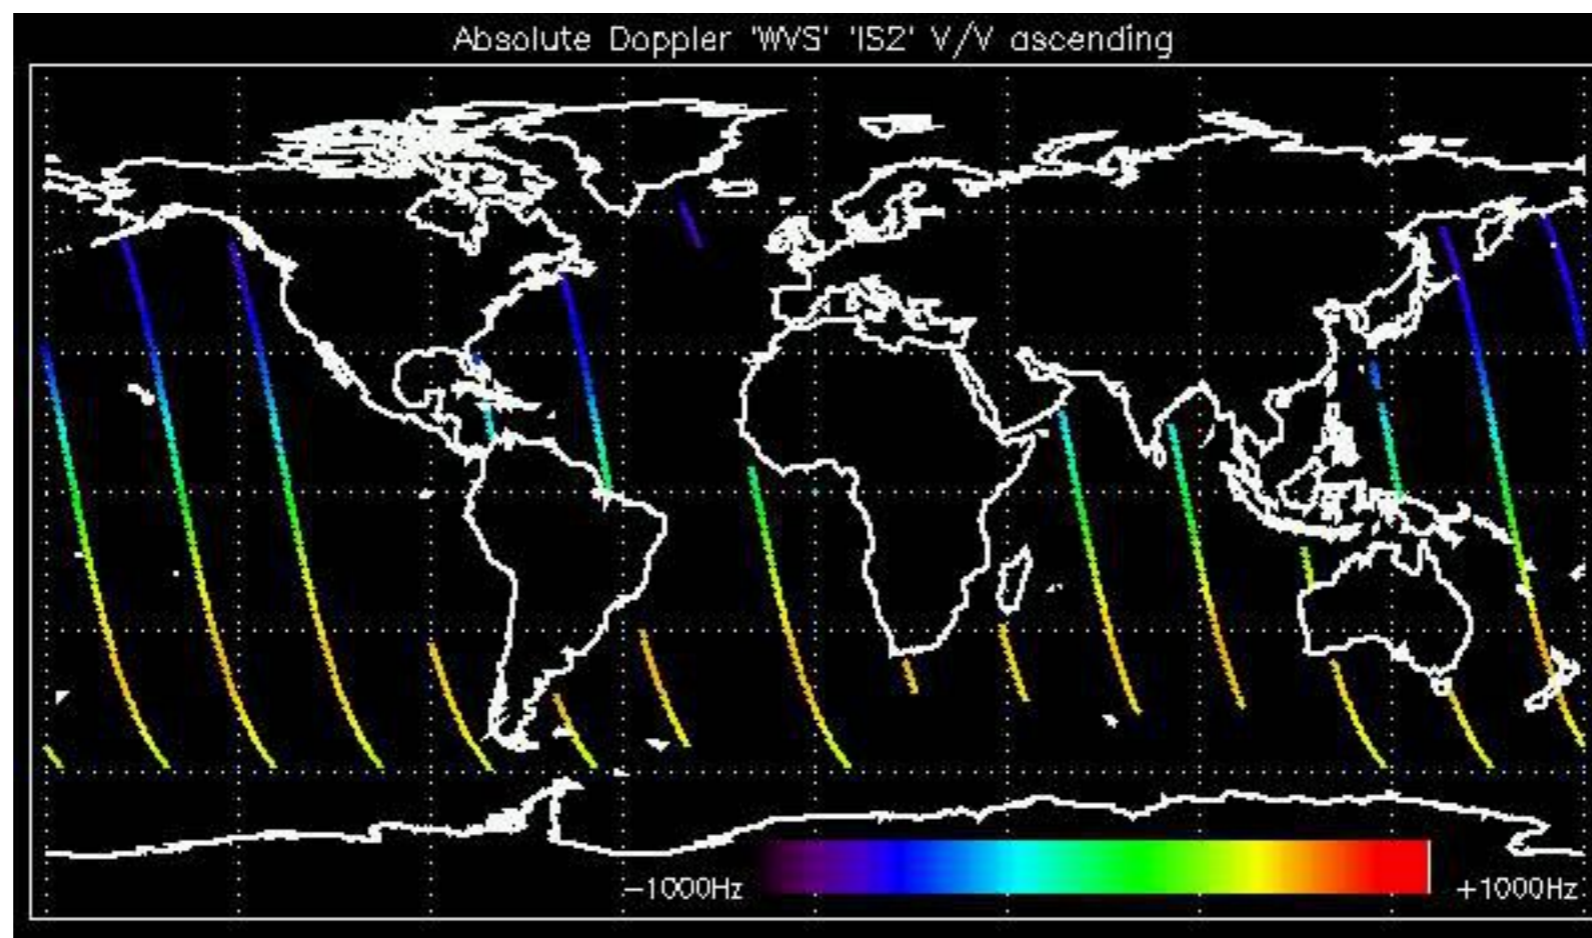 Absolute Doppler 'WVS' 'IS2' V/V ascending
-1000Hz +1000Hz